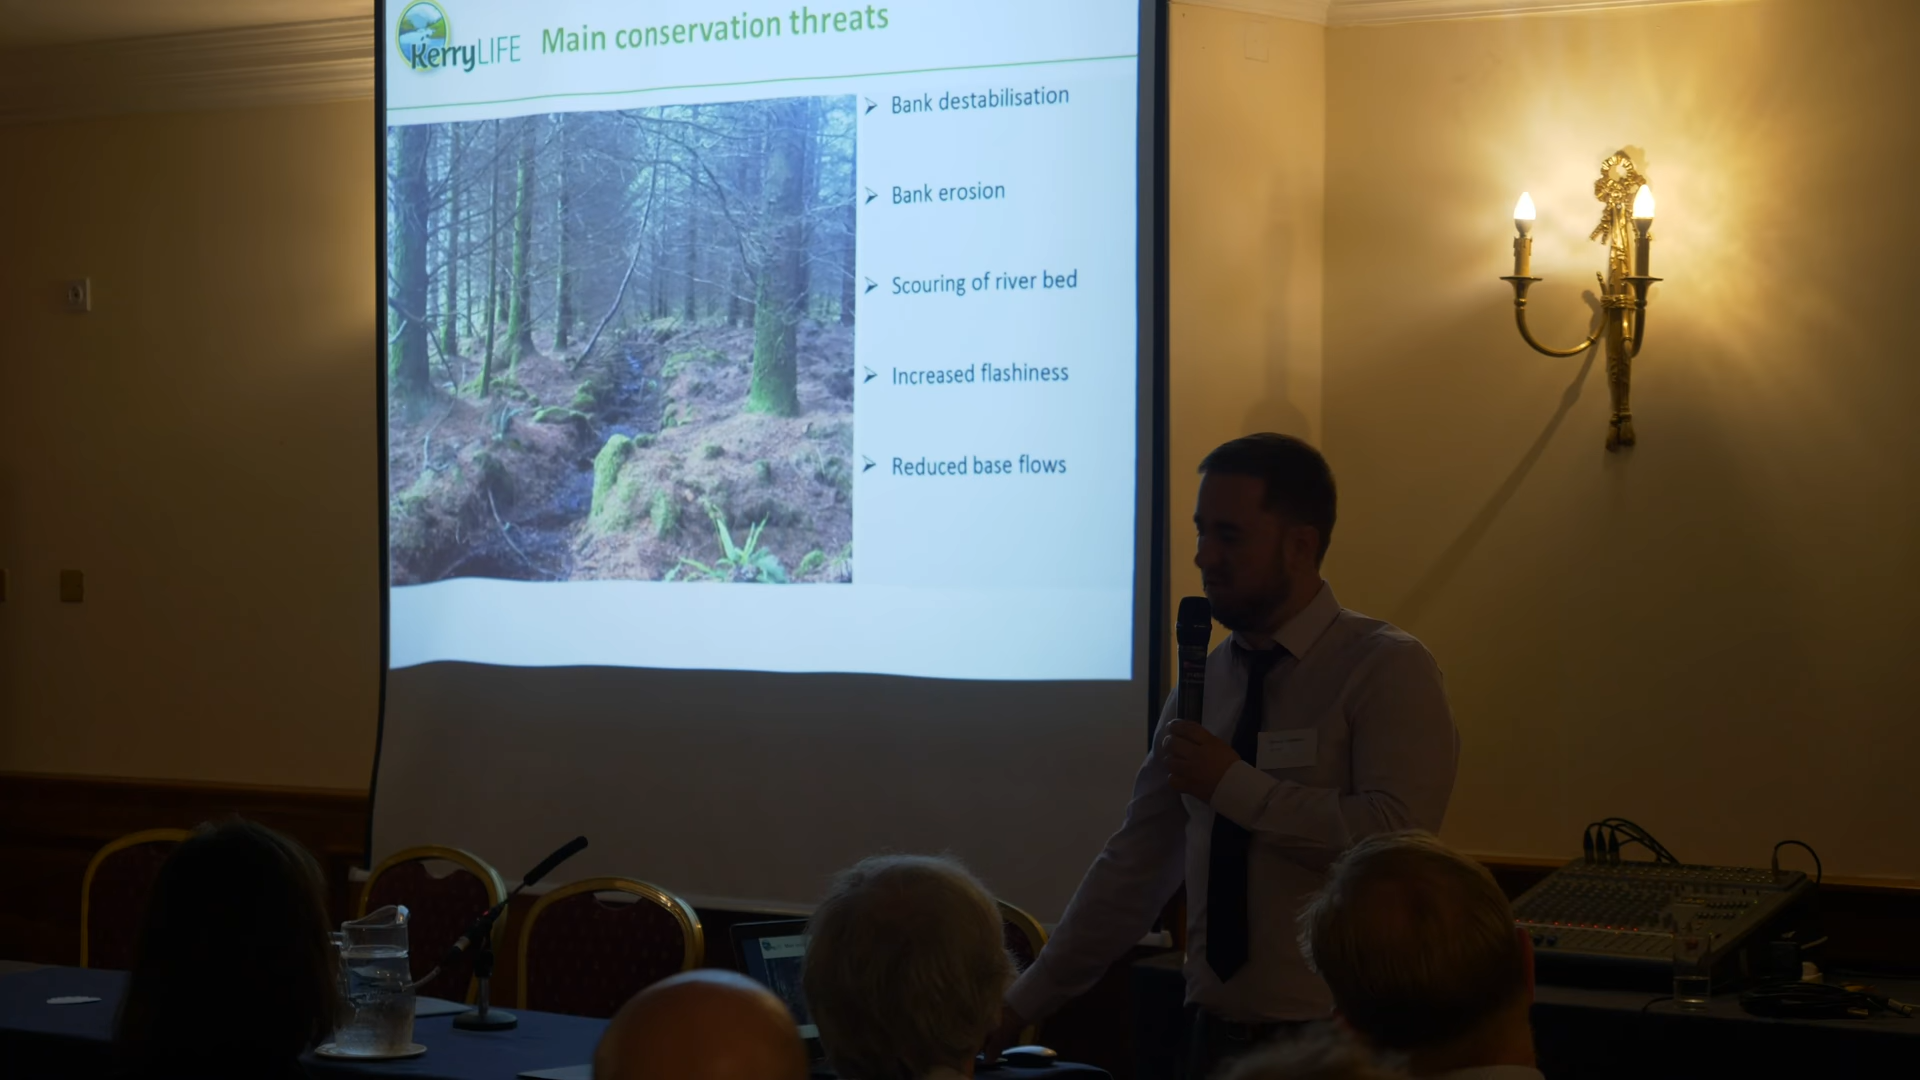 KerryLIFE
Main conservation threats
Bank destabilisation
Bank erosion
Scouring of river bed
Increased flashiness
Reduced base flows